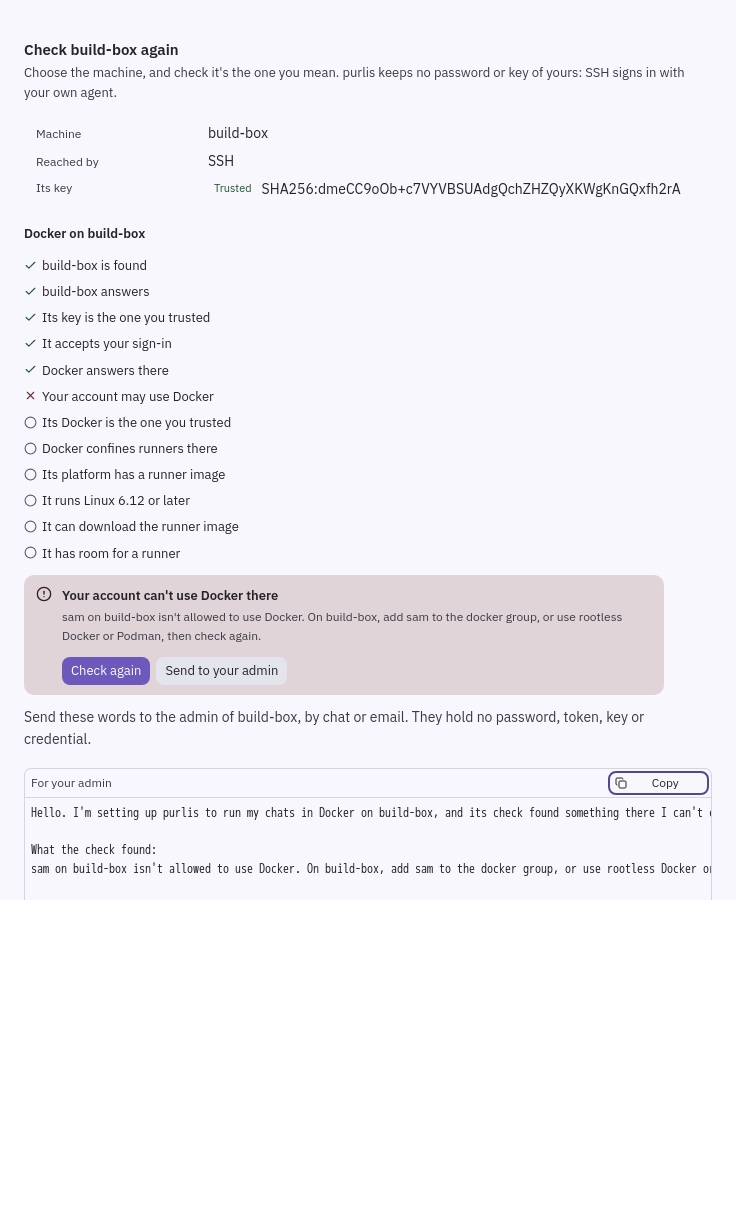 Check build-box again
Choose the machine, and check it's the one you mean. purlis keeps no password or key of yours: SSH signs in with
your own agent.
Machine build-box
Reached by SSH
Its key Trusted SHA256:dmeCC9oOb+c7VYVBSUAdgQchZHZQyXKWgKnGQxfh2rA
Docker on build-box
build-box is found
build-box answers
Its key is the one you trusted
It accepts your sign-in
Docker answers there
Your account may use Docker
Its Docker is the one you trusted
Docker confines runners there
Its platform has a runner image
It runs Linux 6.12 or later
It can download the runner image
It has room for a runner
Your account can't use Docker there
sam on build-box isn't allowed to use Docker. On build-box, add sam to the docker group, or use rootless
Docker or Podman, then check again.
Check again Send to your admin
Send these words to the admin of build-box, by chat or email. They hold no password, token, key or
credential.
For your admin Copy
Hello. I'm setting up purlis to run my chats in Docker on build-box, and its check found something there I can't
What the check found:
sam on build-box isn't allowed to use Docker. On build-box, add sam to the docker group, or use rootless Docker